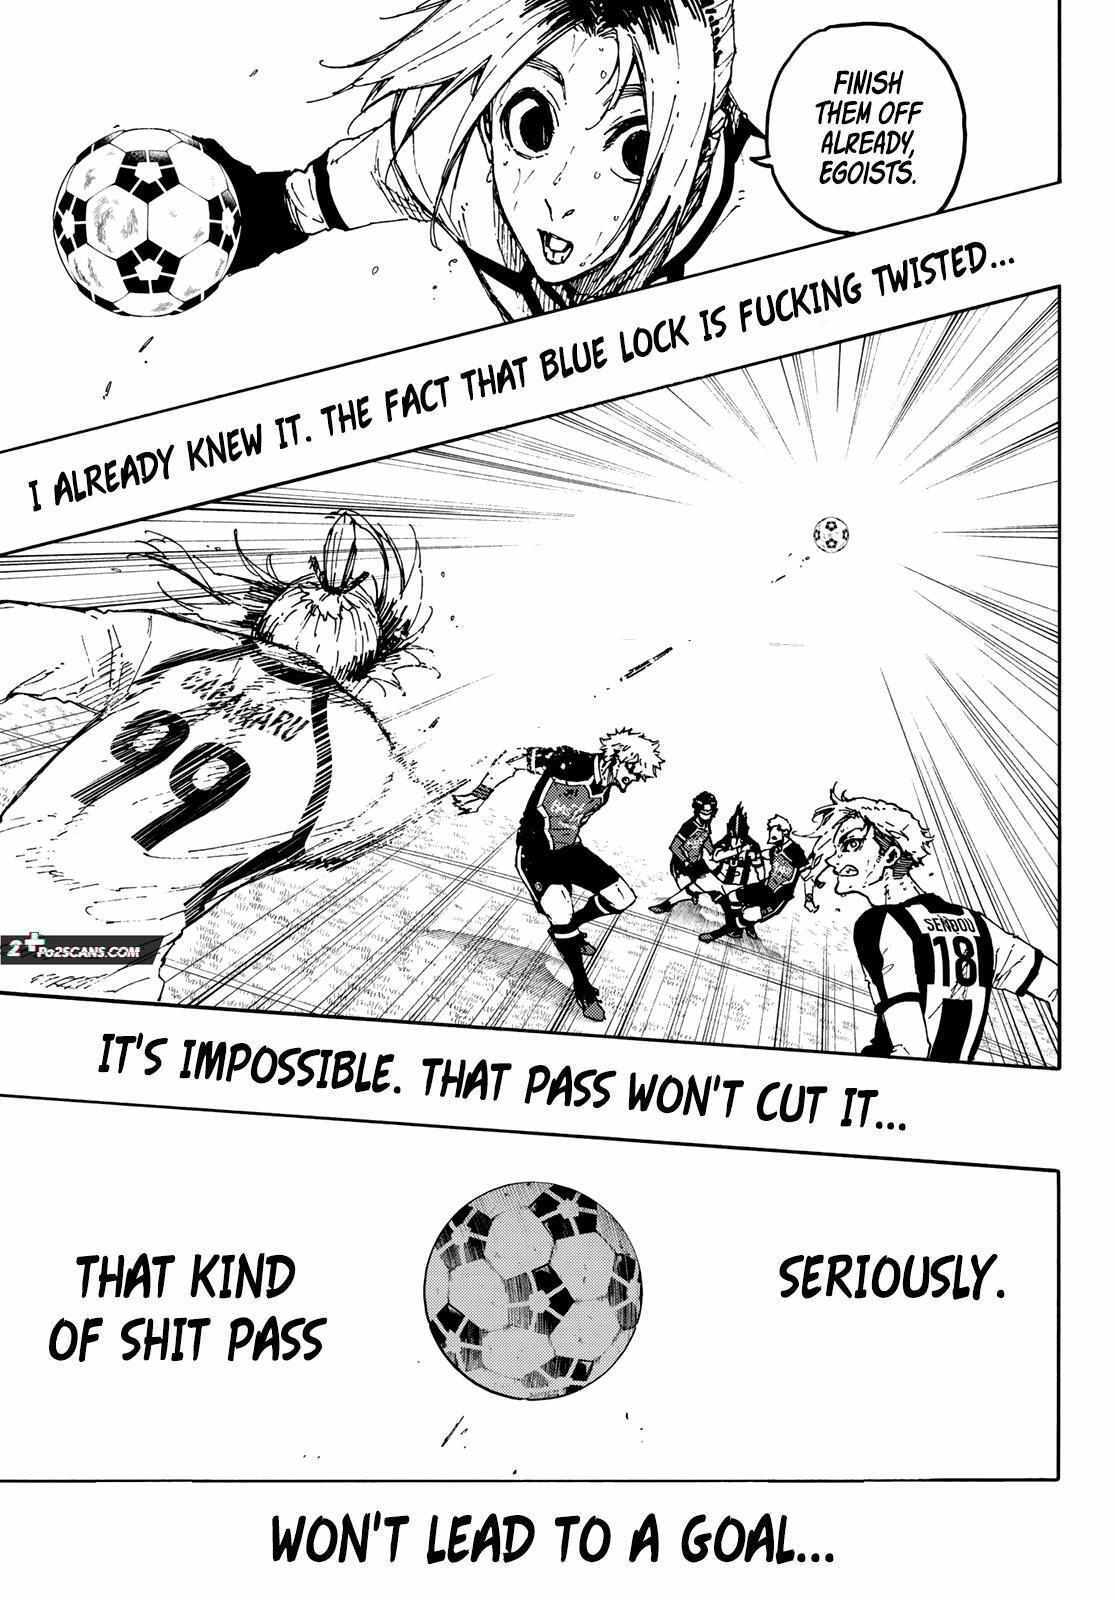 FINISH
THEM OFF
ALREADY,
EGOISTS.
I ALREADY KNEW IT. THE FACT THAT BLUE LOCK IS FUCKING TWISTED...
GAGAMARU
99
SENDOU
18
2+ PO2SCANS.COM
IT'S IMPOSSIBLE. THAT PASS WON'T CUT IT...
SERIOUSLY.
THAT KIND
OF SHIT PASS
WON'T LEAD TO A GOAL...